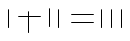 | + || = |||